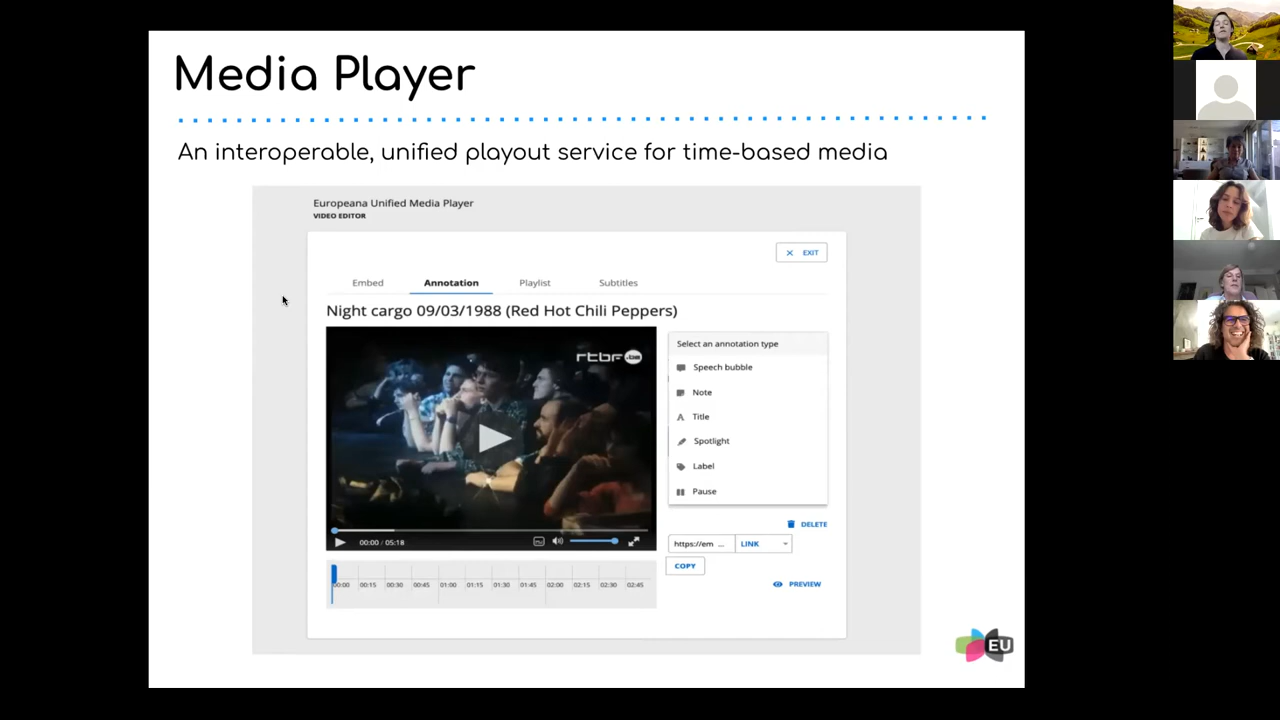 Media Player
An interoperable, unified playout service for time-based media
Europeana Unified Media Player
VIDEO EDITOR
EXIT
Embed Annotation Playlist Subtitles
Night cargo 09/03/1988 (Red Hot Chili Peppers)
rtbf.be
Select an annotation type
Speech bubble
Note
Title
Spotlight
Label
Pause
DELETE
00:00 / 05:18
https://em ... LINK
COPY
00:00 00:15 00:30 00:45 01:00 01:15 01:30 01:45 02:00 02:15 02:30 02:45
PREVIEW
EU